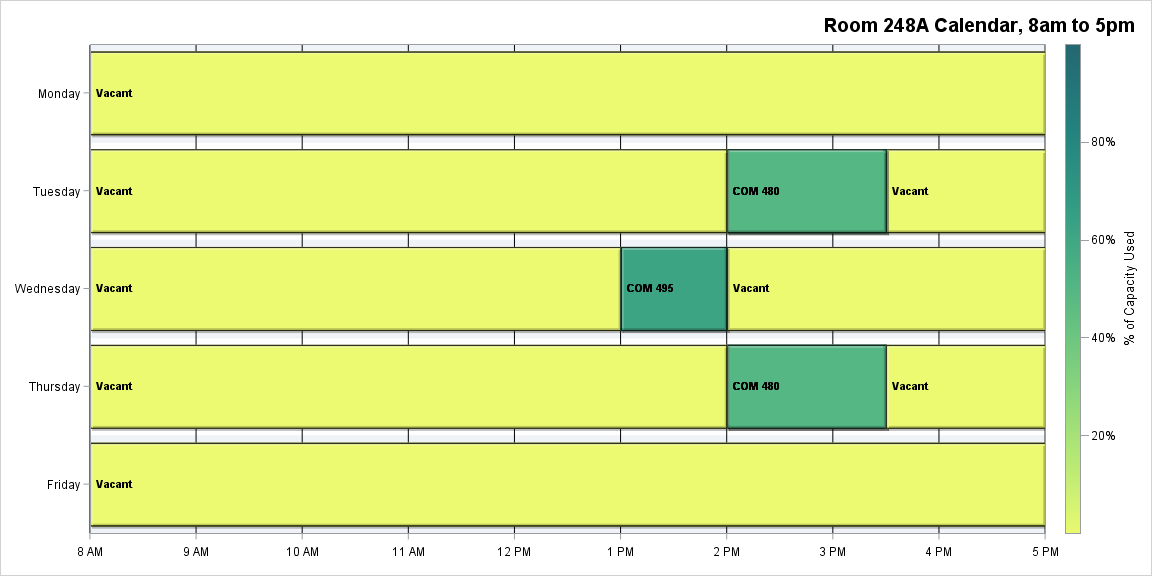 Room 248A Calendar, 8am to 5pm
Monday
Vacant
Tuesday
Vacant
COM 480
Vacant
Wednesday
Vacant
COM 495
Vacant
Thursday
Vacant
COM 480
Vacant
Friday
Vacant
8 AM
9 AM
10 AM
11 AM
12 PM
1 PM
2 PM
3 PM
4 PM
5 PM
80%
60%
40%
20%
% of Capacity Used